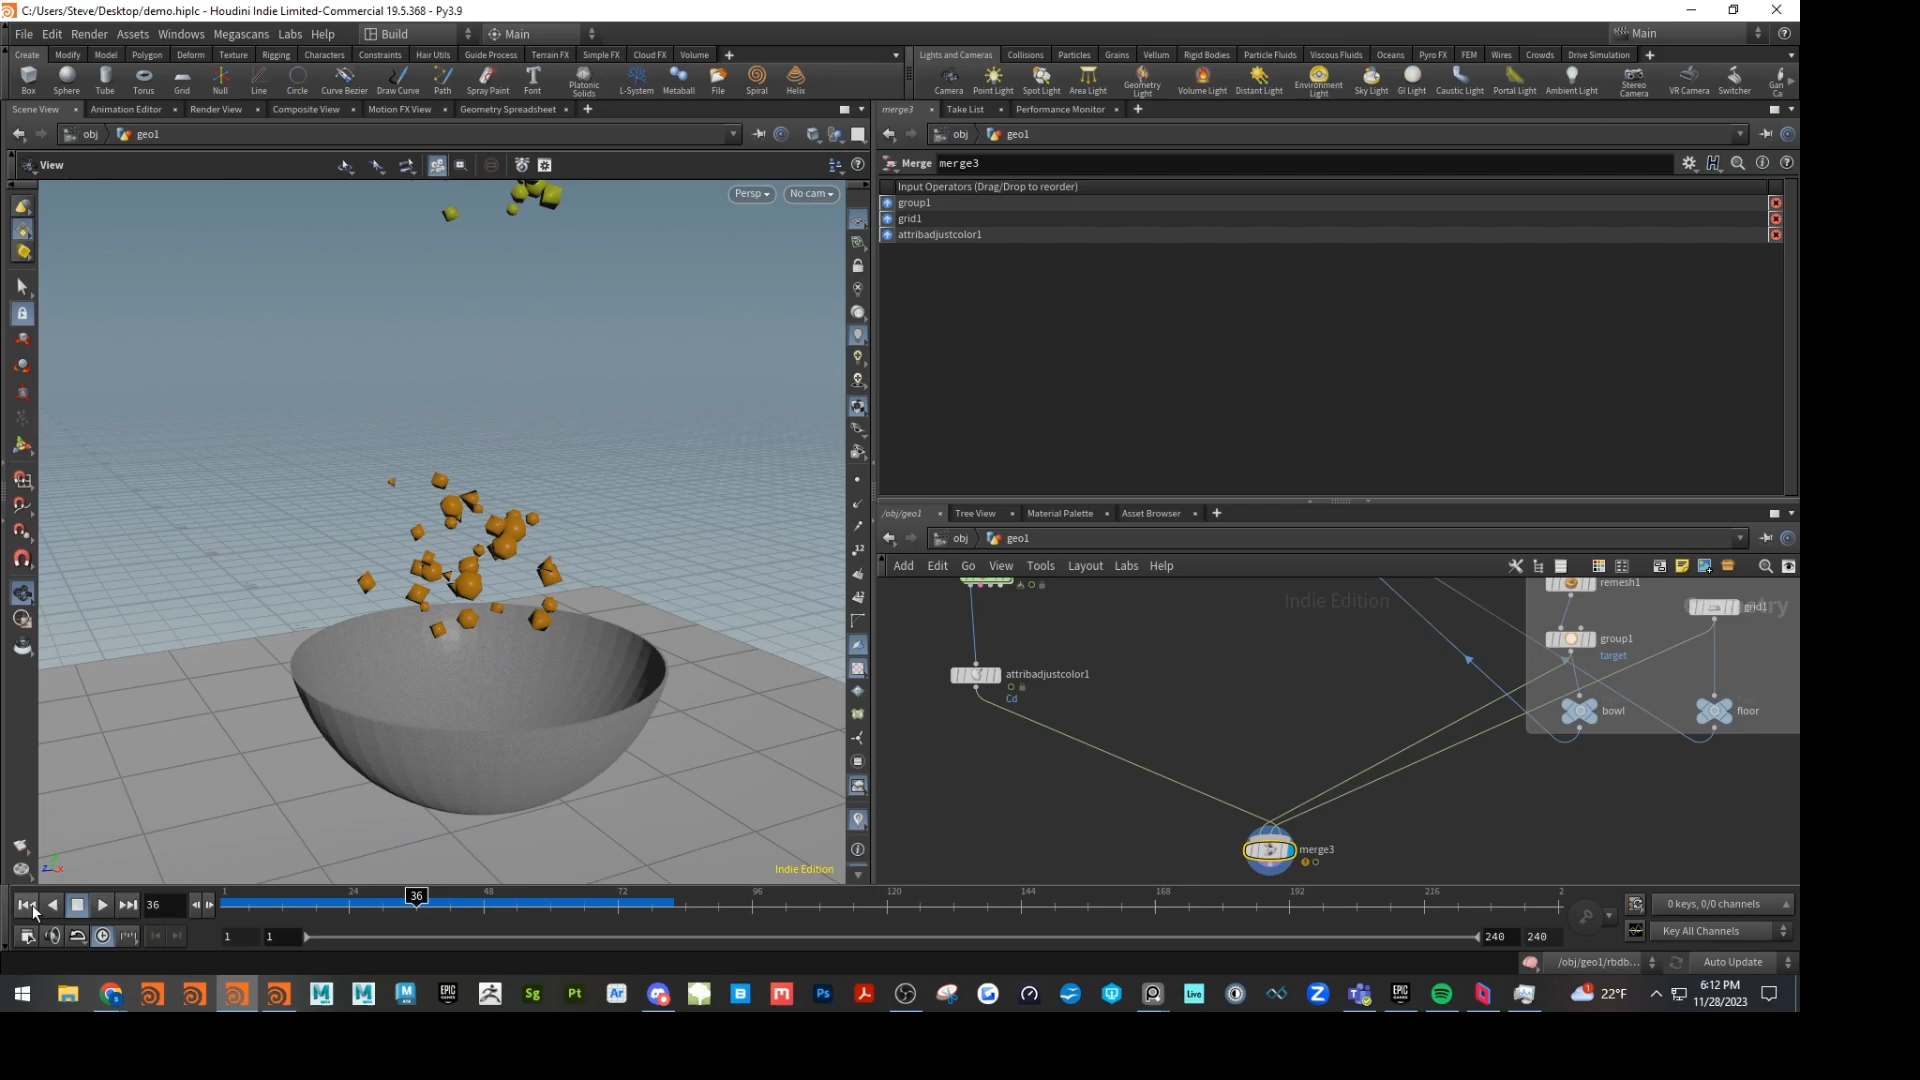 C:/Users/Steve/Desktop/demo.hiplc - Houdini Indie Limited-Commercial 19.5.368 - Py3.9
File Edit Render Assets Windows Megascans Labs Help Build Main Main
Create Modify Model Polygon Deform Texture Rigging Characters Constraints Hair Utils Guide Process Terrain FX Simple FX Cloud FX Volume
Lights and Cameras Collisions Particles Grains Vellum Rigid Bodies Particle Fluids Viscous Fluids Oceans Pyro FX FEM Wires Crowds Drive Simulation
Box Sphere Tube Torus Grid Null Line Circle Curve Bezier Draw Curve Path Spray Paint Font Platonic Solids L-System Metaball File Spiral Helix
Camera Point Light Spot Light Area Light Geometry Light Volume Light Distant Light Environment Light Sky Light GI Light Caustic Light Portal Light Ambient Light Stereo Camera VR Camera Switcher
Scene View Animation Editor Render View Composite View Motion FX View Geometry Spreadsheet
merge3 Take List Performance Monitor
obj geo1
obj geo1
View
Merge merge3
Persp No cam
Input Operators (Drag/Drop to reorder)
group1
grid1
attribadjustcolor1
/obj/geo1 Tree View Material Palette Asset Browser
obj geo1
Add Edit Go View Tools Layout Labs Help
Indie Edition
remesh1
grid1
group1
target
attribadjustcolor1
Cd
bowl
floor
merge3
Indie Edition
36
1 24 36 48 72 96 120 144 168 192 216 2
0 keys, 0/0 channels
1 1 240 240
Key All Channels
/obj/geo1/rbdb... Auto Update
22°F
6:12 PM
11/28/2023